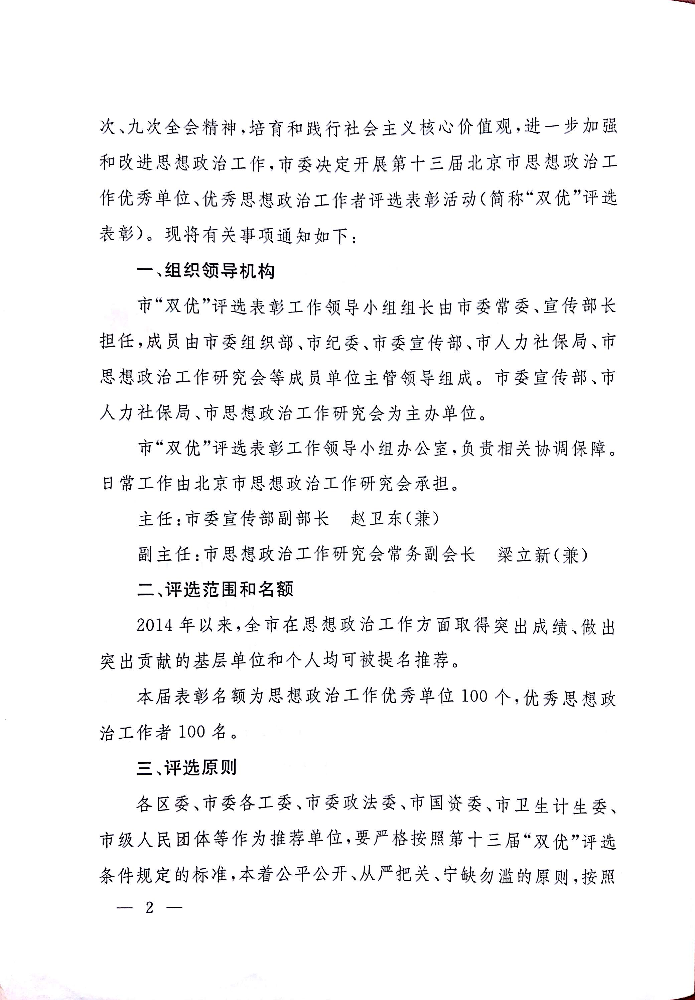 次、九次全会精神，培育和践行社会主义核心价值观，进一步加强
和改进思想政治工作，市委决定开展第十三届北京市思想政治工
作优秀单位、优秀思想政治工作者评选表彰活动（简称“双优”评选
表彰）。现将有关事项通知如下：
一、组织领导机构
市“双优”评选表彰工作领导小组组长由市委常委、宣传部长
担任，成员由市委组织部、市纪委、市委宣传部、市人力社保局、市
思想政治工作研究会等成员单位主管领导组成。市委宣传部、市
人力社保局、市思想政治工作研究会为主办单位。
市“双优”评选表彰工作领导小组办公室，负责相关协调保障。
日常工作由北京市思想政治工作研究会承担。
主任：市委宣传部副部长　赵卫东（兼）
副主任：市思想政治工作研究会常务副会长　梁立新（兼）
二、评选范围和名额
2014 年以来，全市在思想政治工作方面取得突出成绩、做出
突出贡献的基层单位和个人均可被提名推荐。
本届表彰名额为思想政治工作优秀单位 100 个，优秀思想政
治工作者 100 名。
三、评选原则
各区委、市委各工委、市委政法委、市国资委、市卫生计生委、
市级人民团体等作为推荐单位，要严格按照第十三届“双优”评选
条件规定的标准，本着公平公开、从严把关、宁缺勿滥的原则，按照
— 2 —